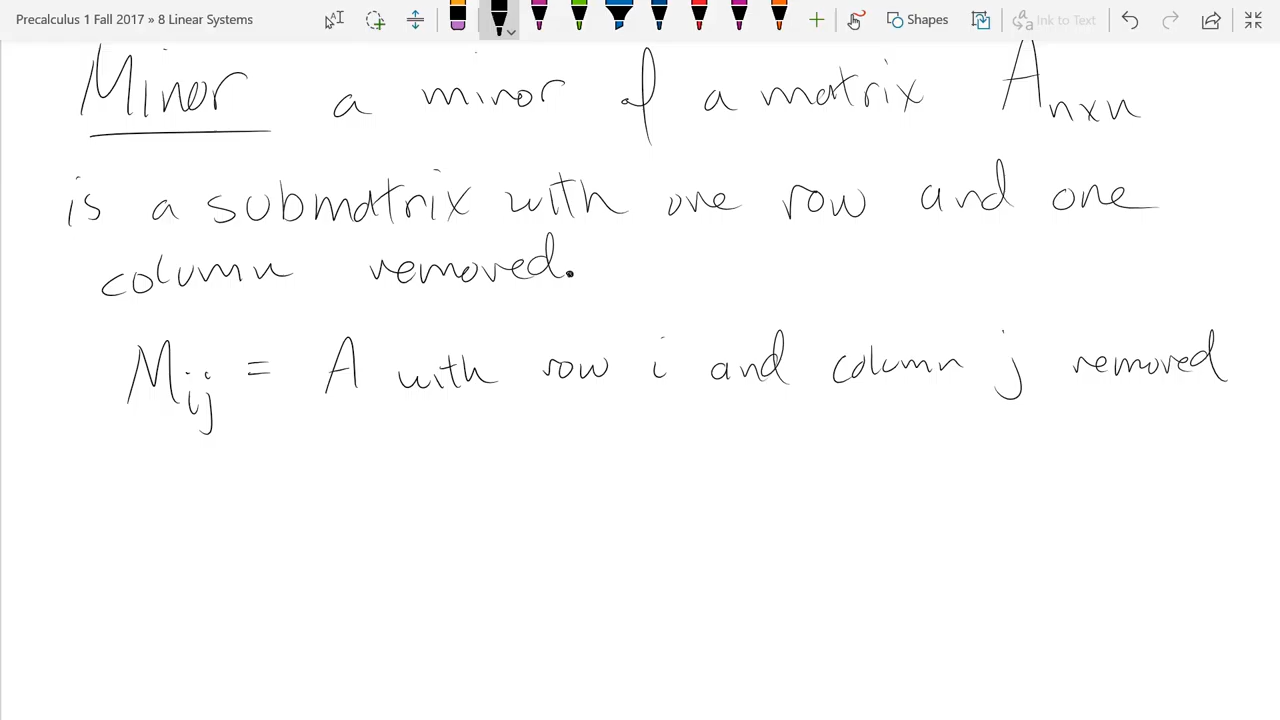 Precalculus 1 Fall 2017 » 8 Linear Systems
Shapes
Ink to Text
Minor a minor of a matrix Anxn
is a submatrix with one row and one
column removed.
Mij = A with row i and column j removed